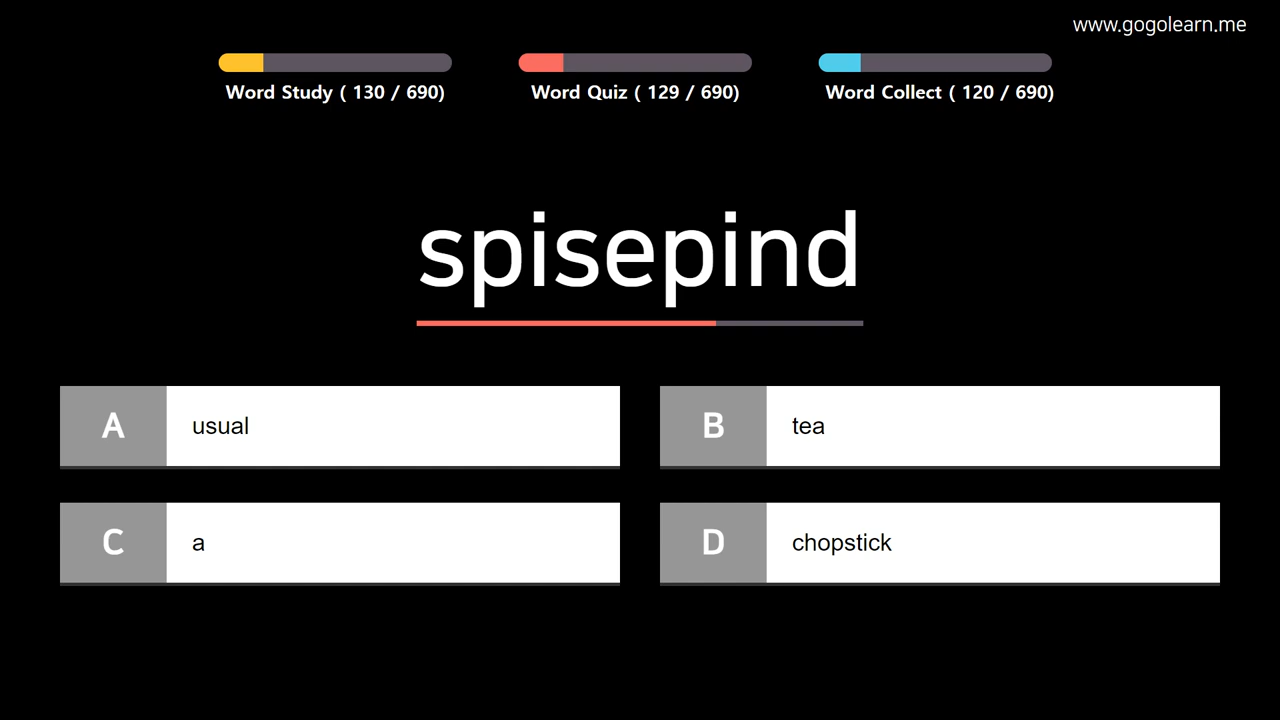 www.gogolearn.me
Word Study ( 130 / 690)
Word Quiz ( 129 / 690)
Word Collect ( 120 / 690)
spisepind
A usual
B tea
C a
D chopstick